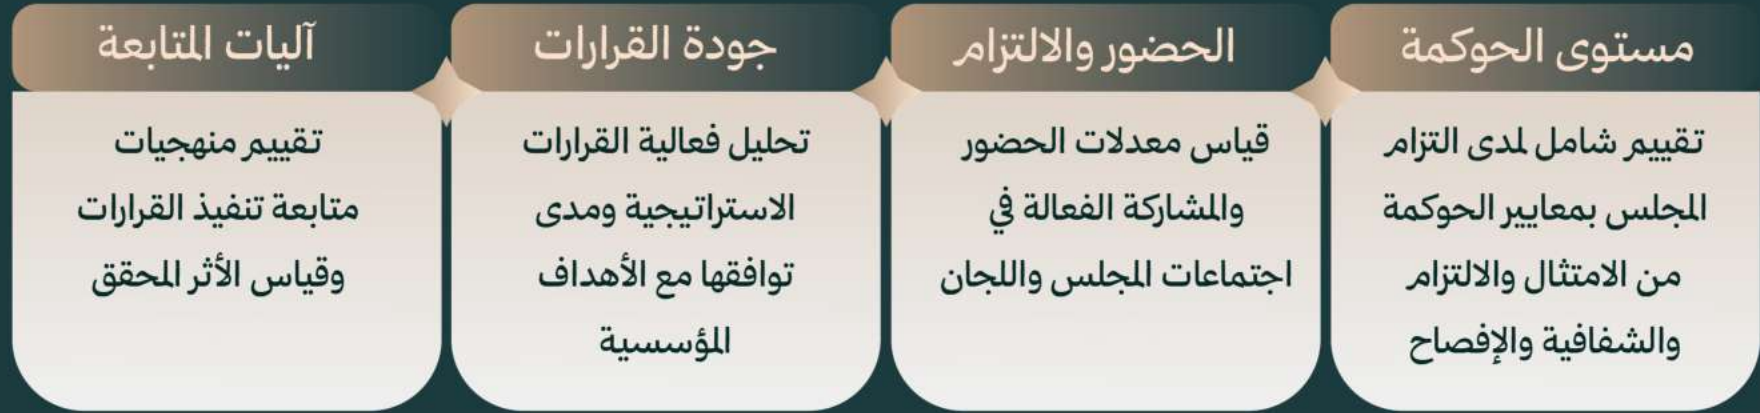 مستوى الحوكمة
تقييم شامل لمدى التزام
المجلس بمعايير الحوكمة
من الامتثال والالتزام
والشفافية والإفصاح
الحضور والالتزام
قياس معدلات الحضور
والمشاركة الفعالة في
اجتماعات المجلس واللجان
جودة القرارات
تحليل فعالية القرارات
الاستراتيجية ومدى
توافقها مع الأهداف
المؤسسية
آليات المتابعة
تقييم منهجيات
متابعة تنفيذ القرارات
وقياس الأثر المحقق